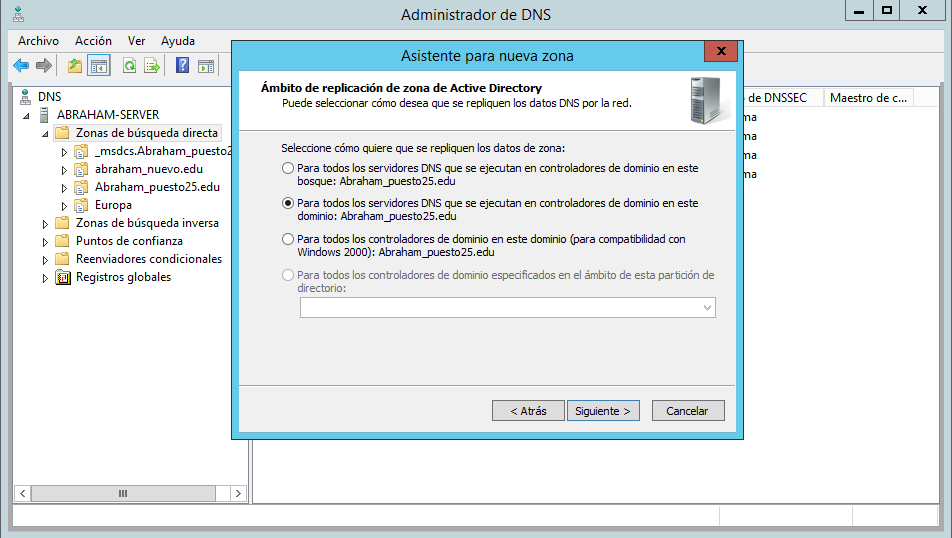 Administrador de DNS
Archivo Acción Ver Ayuda
DNS
ABRAHAM-SERVER
Zonas de búsqueda directa
_msdcs.Abraham_puesto2
abraham_nuevo.edu
Abraham_puesto25.edu
Europa
Zonas de búsqueda inversa
Puntos de confianza
Reenviadores condicionales
Registros globales
de DNSSEC Maestro de c...
ma
ma
ma
Asistente para nueva zona
Ámbito de replicación de zona de Active Directory
Puede seleccionar cómo desea que se repliquen los datos DNS por la red.
Seleccione cómo quiere que se repliquen los datos de zona:
Para todos los servidores DNS que se ejecutan en controladores de dominio en este
bosque: Abraham_puesto25.edu
Para todos los servidores DNS que se ejecutan en controladores de dominio en este
dominio: Abraham_puesto25.edu
Para todos los controladores de dominio en este dominio (para compatibilidad con
Windows 2000): Abraham_puesto25.edu
Para todos los controladores de dominio especificados en el ámbito de esta partición de
directorio:
< Atrás Siguiente > Cancelar